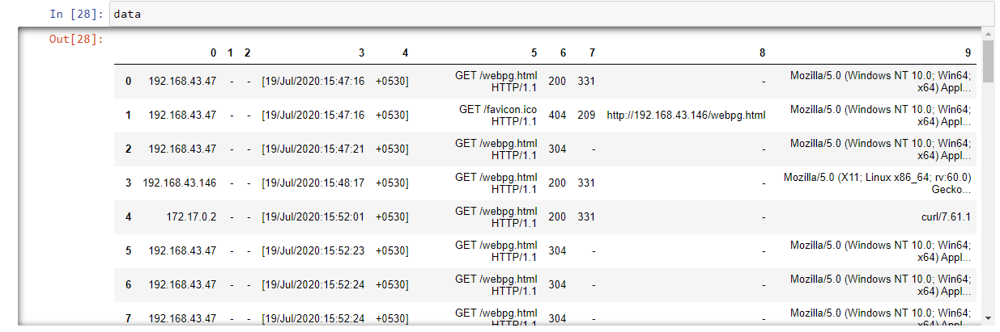 In [28]: data
Out[28]:
0 1 2 3 4 5 6 7 8 9
0 192.168.43.47 - - [19/Jul/2020:15:47:16 +0530] GET /webpg.html HTTP/1.1 200 331 - Mozilla/5.0 (Windows NT 10.0; Win64; x64) Appl...
1 192.168.43.47 - - [19/Jul/2020:15:47:16 +0530] GET /favicon.ico HTTP/1.1 404 209 http://192.168.43.146/webpg.html Mozilla/5.0 (Windows NT 10.0; Win64; x64) Appl...
2 192.168.43.47 - - [19/Jul/2020:15:47:21 +0530] GET /webpg.html HTTP/1.1 304 - - Mozilla/5.0 (Windows NT 10.0; Win64; x64) Appl...
3 192.168.43.146 - - [19/Jul/2020:15:48:17 +0530] GET /webpg.html HTTP/1.1 200 331 - Mozilla/5.0 (X11; Linux x86_64; rv:60.0) Gecko...
4 172.17.0.2 - - [19/Jul/2020:15:52:01 +0530] GET /webpg.html HTTP/1.1 200 331 - curl/7.61.1
5 192.168.43.47 - - [19/Jul/2020:15:52:23 +0530] GET /webpg.html HTTP/1.1 304 - - Mozilla/5.0 (Windows NT 10.0; Win64; x64) Appl...
6 192.168.43.47 - - [19/Jul/2020:15:52:24 +0530] GET /webpg.html HTTP/1.1 304 - - Mozilla/5.0 (Windows NT 10.0; Win64; x64) Appl...
7 192.168.43.47 - - [19/Jul/2020:15:52:24 +0530] GET /webpg.html HTTP/1.1 304 - - Mozilla/5.0 (Windows NT 10.0; Win64; x64) Appl...